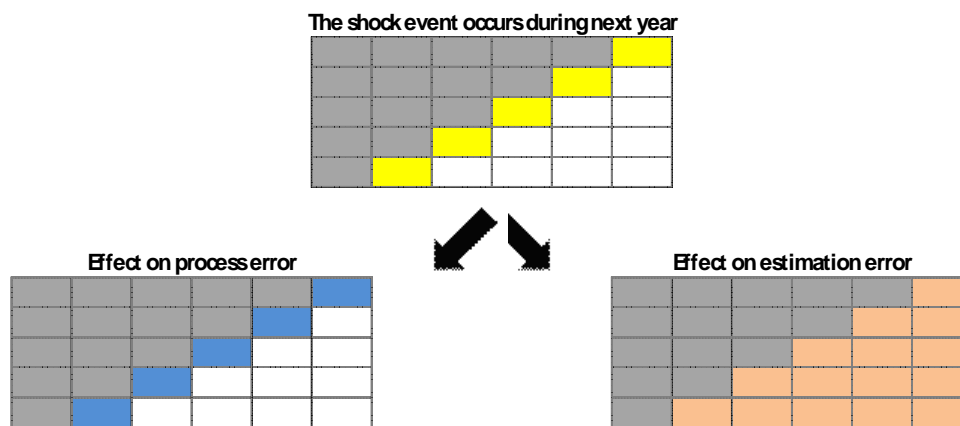 The shock event occurs during next year
Effect on process error
Effect on estimation error